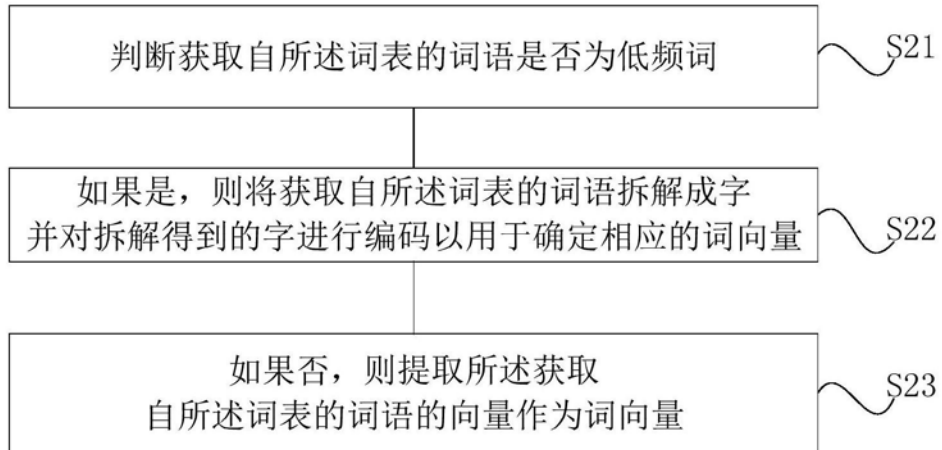 判断获取自所述词表的词语是否为低频词
S21
如果是，则将获取自所述词表的词语拆解成字
并对拆解得到的字进行编码以用于确定相应的词向量
S22
如果否，则提取所述获取
自所述词表的词语的向量作为词向量
S23